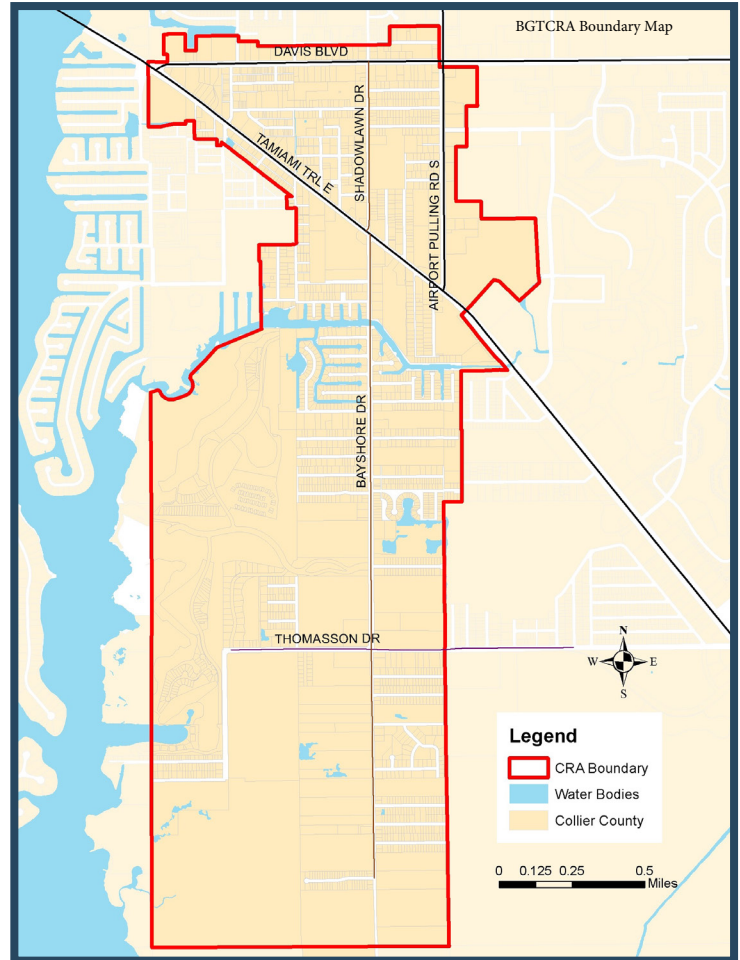 BGTCRA Boundary Map
DAVIS BLVD
SHADOWLAWN DR
TAMIAMI TRL E
AIRPORT PULLING RD S
BAYSHORE DR
THOMASSON DR
N
W E
S
Legend
CRA Boundary
Water Bodies
Collier County
0 0.125 0.25 0.5
Miles